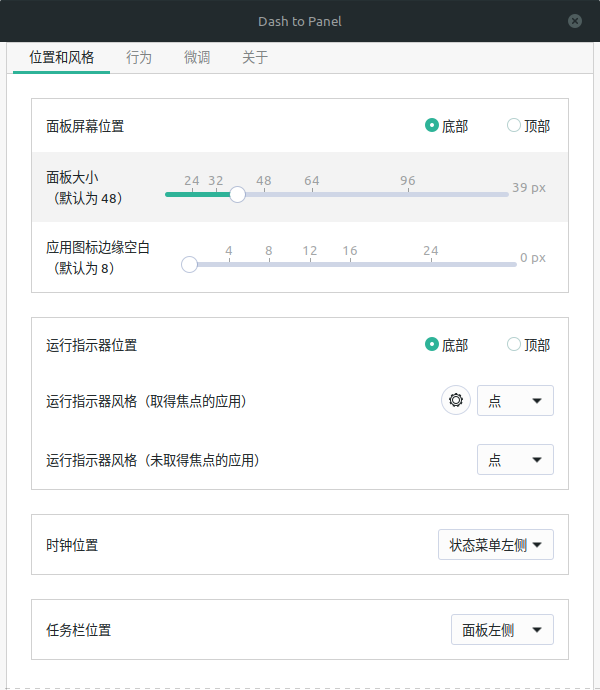 Dash to Panel
位置和风格 行为 微调 关于
面板屏幕位置 底部 顶部
面板大小
（默认为 48）
24 32 48 64 96
39 px
应用图标边缘空白
（默认为 8）
4 8 12 16 24
0 px
运行指示器位置 底部 顶部
运行指示器风格（取得焦点的应用） 点
运行指示器风格（未取得焦点的应用） 点
时钟位置 状态菜单左侧
任务栏位置 面板左侧